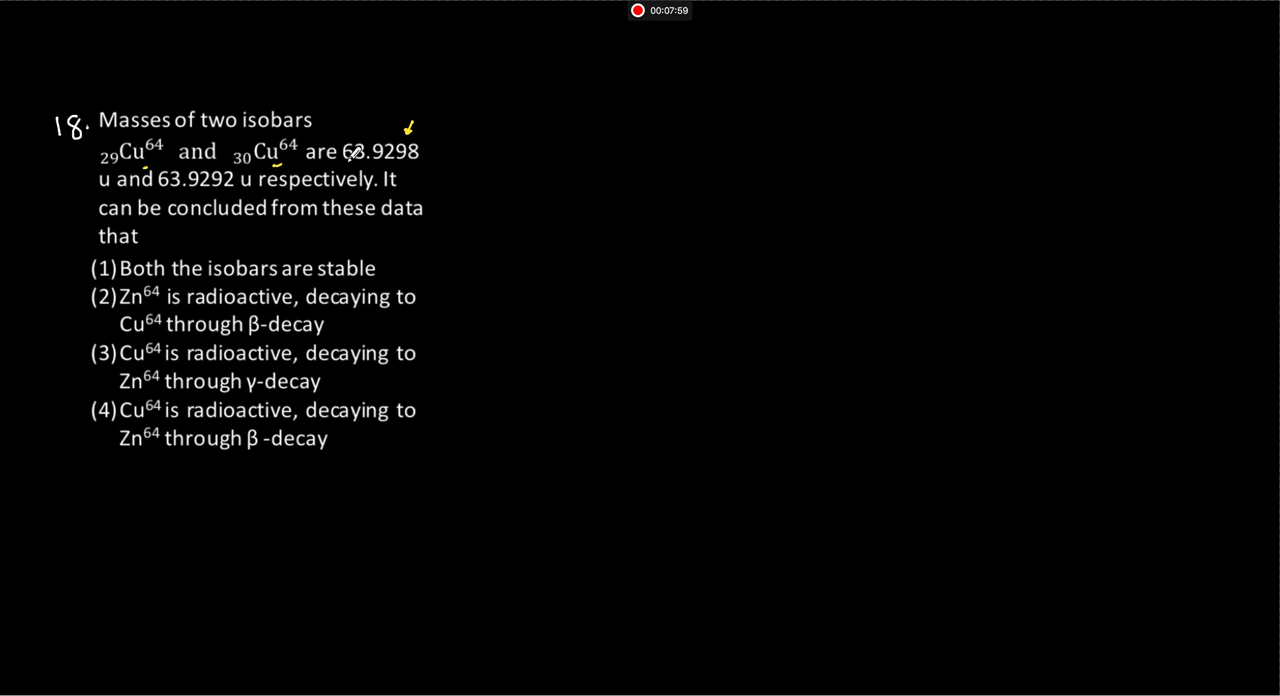 00:07:59
18. Masses of two isobars
₂₉Cu⁶⁴ and ₃₀Cu⁶⁴ are 63.9298
u and 63.9292 u respectively. It
can be concluded from these data
that
(1) Both the isobars are stable
(2) Zn⁶⁴ is radioactive, decaying to
Cu⁶⁴ through β-decay
(3) Cu⁶⁴ is radioactive, decaying to
Zn⁶⁴ through γ-decay
(4) Cu⁶⁴ is radioactive, decaying to
Zn⁶⁴ through β -decay